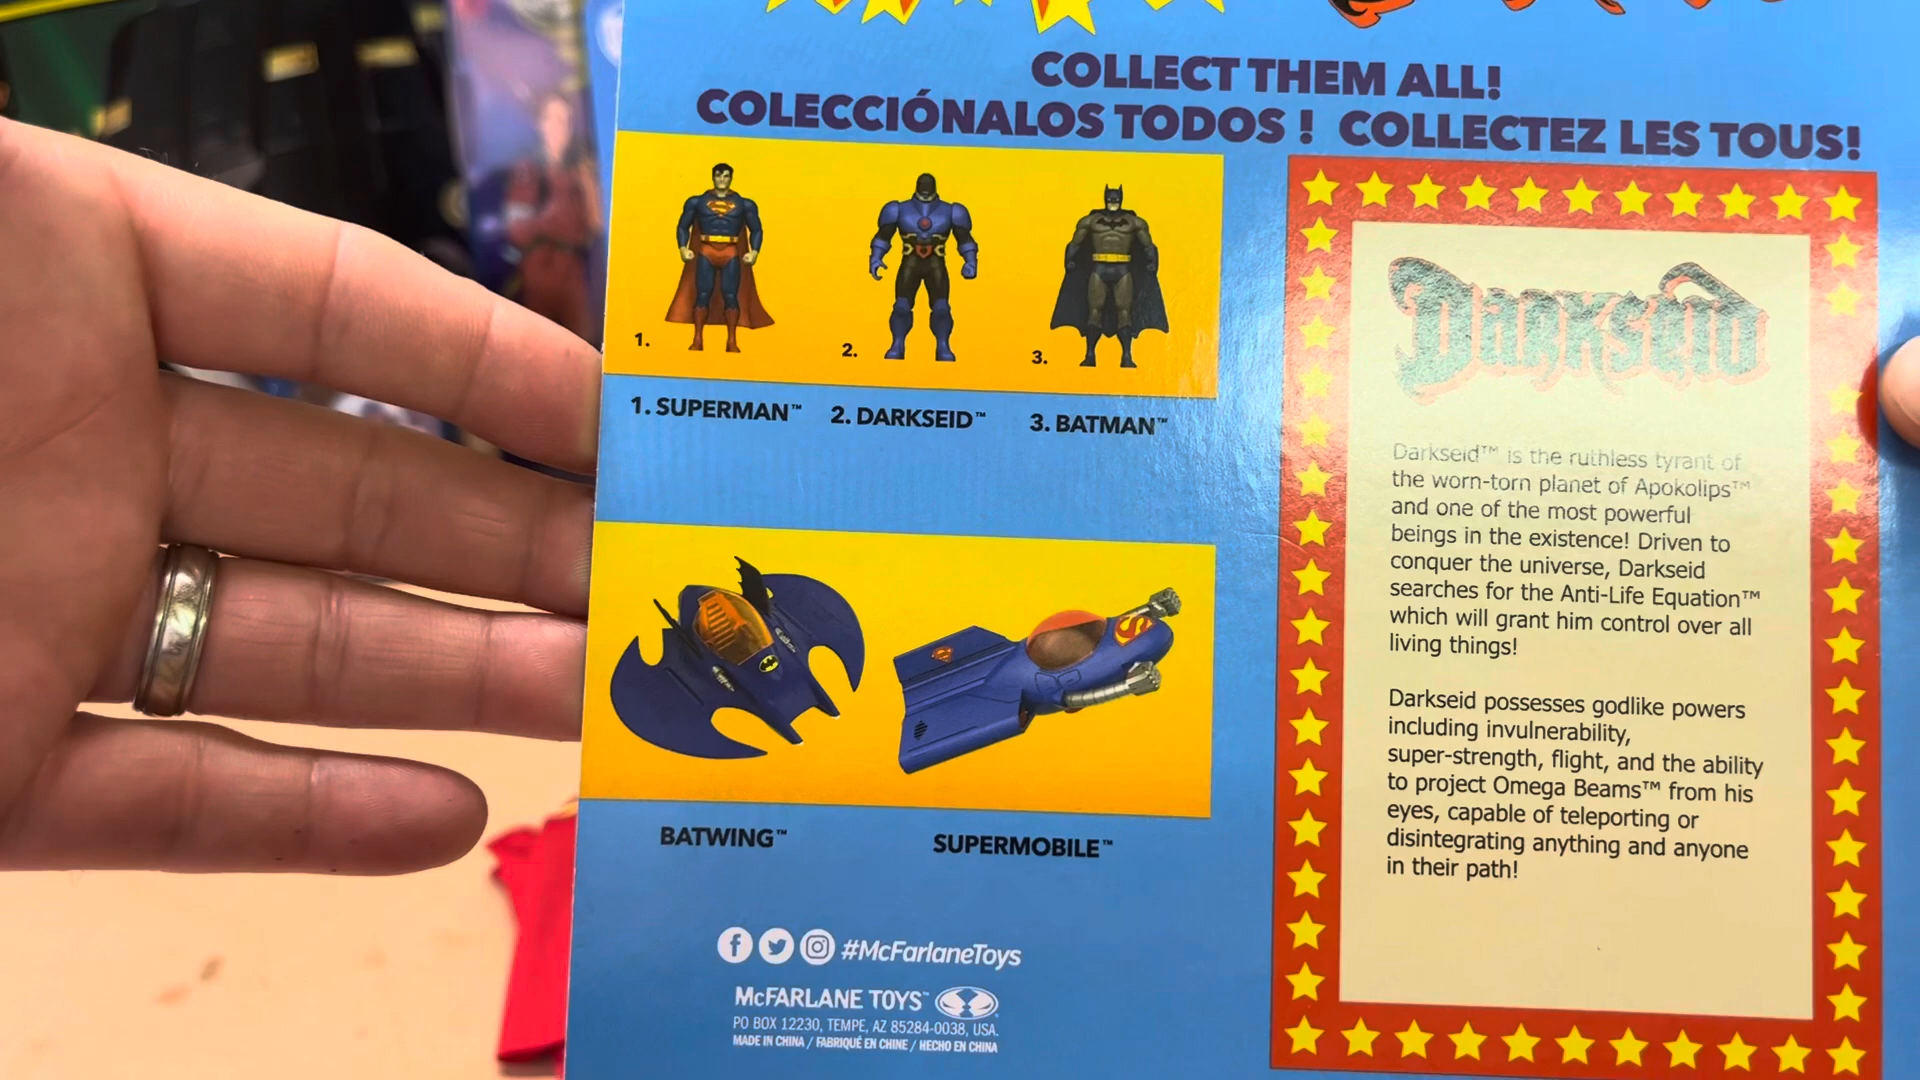 COLLECT THEM ALL!
COLECCIÓNALOS TODOS ! COLLECTEZ LES TOUS!
1.
2.
3.
1. SUPERMAN™ 2. DARKSEID™ 3. BATMAN™
BATWING™ SUPERMOBILE™
#McFarlaneToys
McFARLANE TOYS™
PO BOX 12230, TEMPE, AZ 85284-0038, USA.
MADE IN CHINA / FABRIQUÉ EN CHINE / HECHO EN CHINA
DARKSEID
Darkseid™ is the ruthless tyrant of
the worn-torn planet of Apokolips™
and one of the most powerful
beings in the existence! Driven to
conquer the universe, Darkseid
searches for the Anti-Life Equation™
which will grant him control over all
living things!
Darkseid possesses godlike powers
including invulnerability,
super-strength, flight, and the ability
to project Omega Beams™ from his
eyes, capable of teleporting or
disintegrating anything and anyone
in their path!